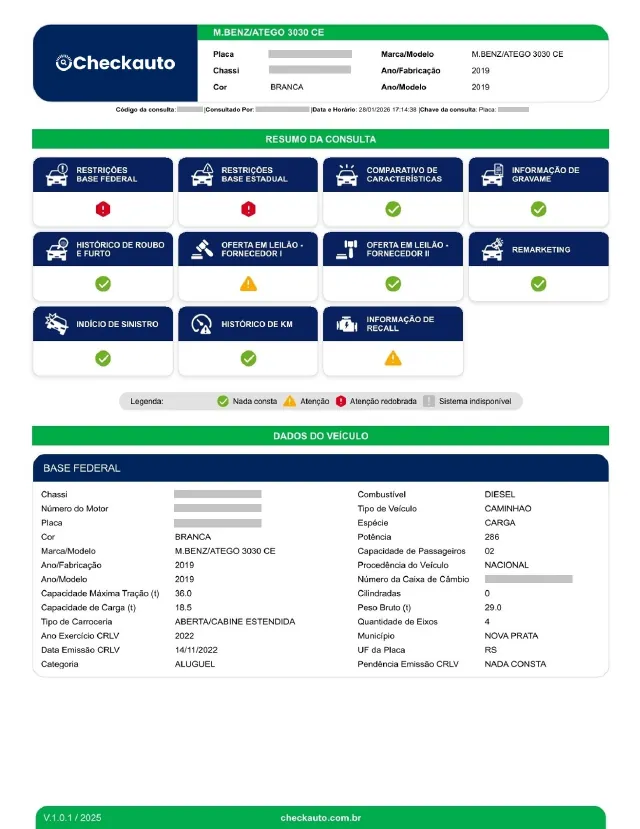 Checkauto
M.BENZ/ATEGO 3030 CE
Placa Marca/Modelo M.BENZ/ATEGO 3030 CE
Chassi Ano/Fabricação 2019
Cor BRANCA Ano/Modelo 2019
Código da consulta: |Consultado Por: |Data e Horário: 28/01/2026 17:14:38 |Chave da consulta: Placa:
RESUMO DA CONSULTA
RESTRIÇÕES
BASE FEDERAL
RESTRIÇÕES
BASE ESTADUAL
COMPARATIVO DE
CARACTERÍSTICAS
INFORMAÇÃO DE
GRAVAME
HISTÓRICO DE ROUBO
E FURTO
OFERTA EM LEILÃO -
FORNECEDOR I
OFERTA EM LEILÃO -
FORNECEDOR II
REMARKETING
INDÍCIO DE SINISTRO
HISTÓRICO DE KM
INFORMAÇÃO DE
RECALL
Legenda: Nada consta Atenção Atenção redobrada Sistema indisponível
DADOS DO VEÍCULO
BASE FEDERAL
Chassi Combustível DIESEL
Número do Motor Tipo de Veículo CAMINHAO
Placa Espécie CARGA
Cor BRANCA Potência 286
Marca/Modelo M.BENZ/ATEGO 3030 CE Capacidade de Passageiros 02
Ano/Fabricação 2019 Procedência do Veículo NACIONAL
Ano/Modelo 2019 Número da Caixa de Câmbio
Capacidade Máxima Tração (t) 36.0 Cilindradas 0
Capacidade de Carga (t) 18.5 Peso Bruto (t) 29.0
Tipo de Carroceria ABERTA/CABINE ESTENDIDA Quantidade de Eixos 4
Ano Exercício CRLV 2022 Município NOVA PRATA
Data Emissão CRLV 14/11/2022 UF da Placa RS
Categoria ALUGUEL Pendência Emissão CRLV NADA CONSTA
V.1.0.1 / 2025 checkauto.com.br